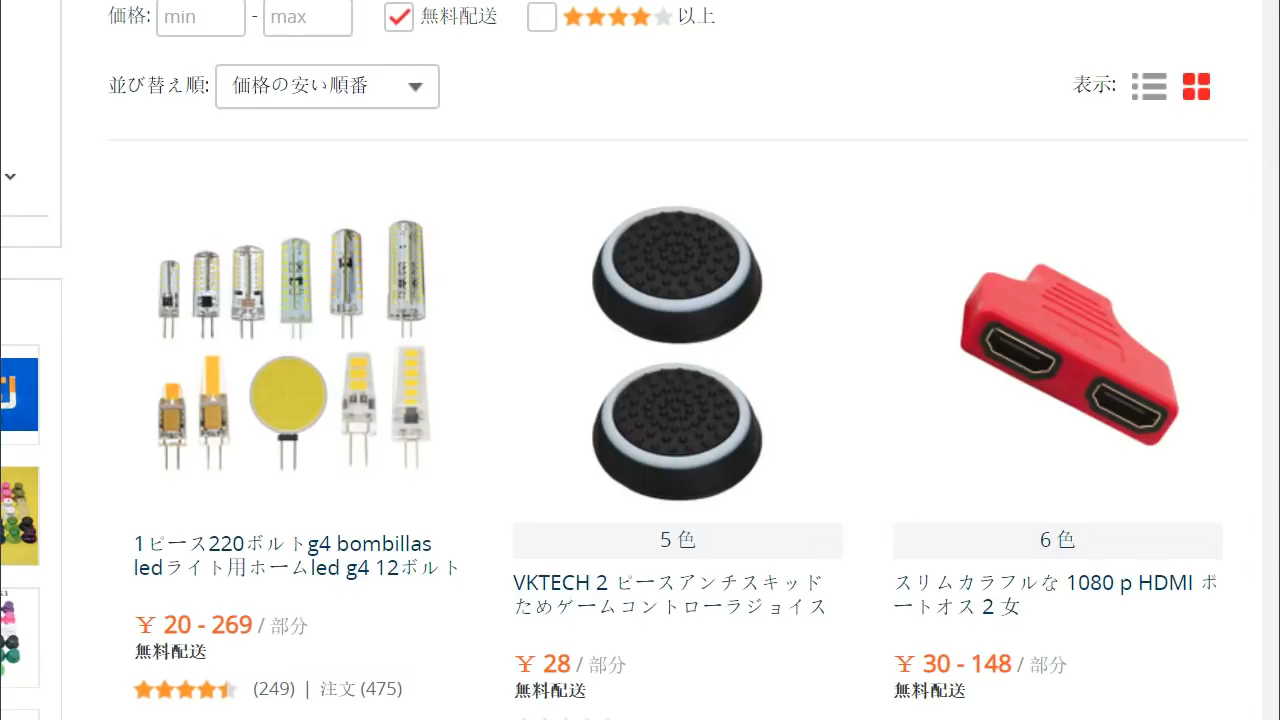 価格: min - max 無料配送 以上
並び替え順: 価格の安い順番 表示:
1ピース220ボルトg4 bombillas
ledライト用ホームled g4 12ボルト
¥ 20 - 269 / 部分
無料配送
(249) | 注文 (475)
5 色
VKTECH 2 ピースアンチスキッド
ためゲームコントローラジョイス
¥ 28 / 部分
無料配送
6 色
スリムカラフルな 1080 p HDMI ポ
ートオス 2 女
¥ 30 - 148 / 部分
無料配送